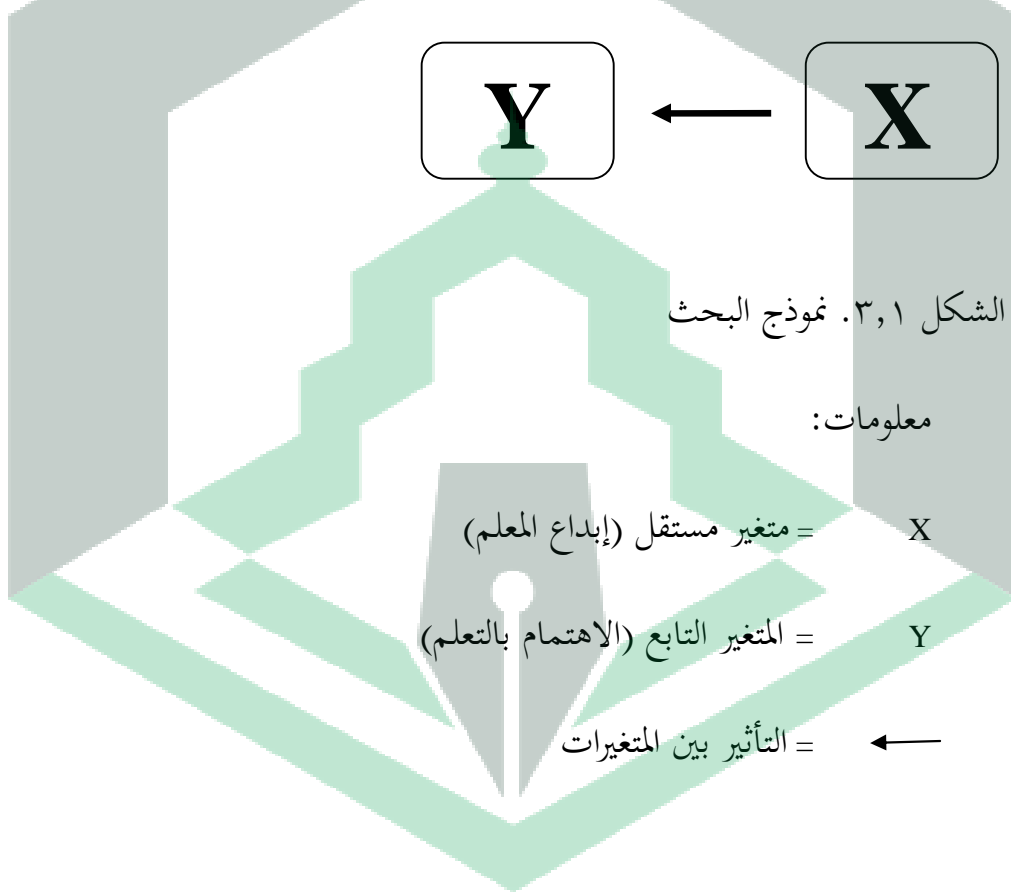 X Y
الشكل ٣,١. نموذج البحث
معلومات:
X = متغير مستقل (إبداع المعلم)
Y = المتغير التابع (الاهتمام بالتعلم)
← = التأثير بين المتغيرات